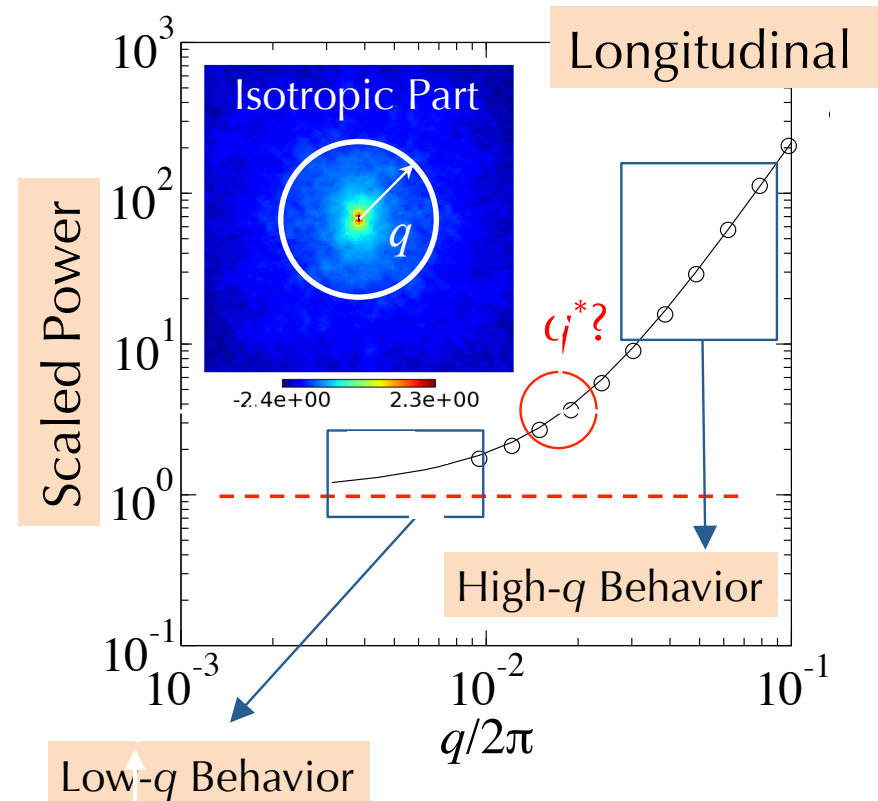 Longitudinal
10^3
Isotropic Part
q
10^2
Scaled Power
q*?
10^1
-2.4e+00 2.3e+00
10^0
High-q Behavior
10^-1
10^-3 10^-2 10^-1
q/2π
Low-q Behavior